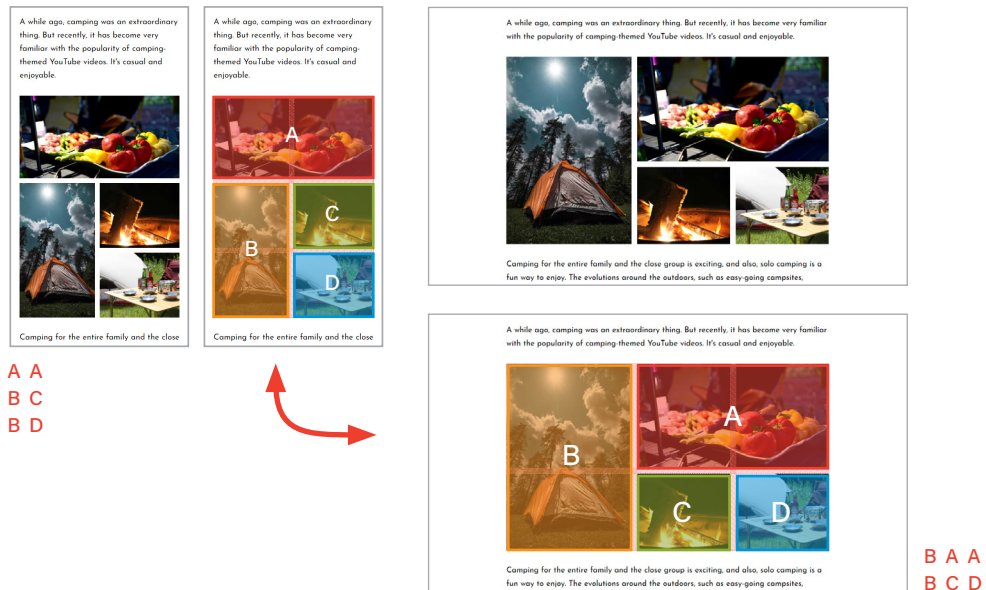 A while ago, camping was an extraordinary
thing. But recently, it has become very
familiar with the popularity of camping-
themed YouTube videos. It's casual and
enjoyable.
Camping for the entire family and the close
A while ago, camping was an extraordinary
thing. But recently, it has become very
familiar with the popularity of camping-
themed YouTube videos. It's casual and
enjoyable.
A
B
C
D
Camping for the entire family and the close
A A
B C
B D
A while ago, camping was an extraordinary thing. But recently, it has become very familiar
with the popularity of camping-themed YouTube videos. It's casual and enjoyable.
Camping for the entire family and the close group is exciting, and also, solo camping is a
fun way to enjoy. The evolutions around the outdoors, such as easy-going campsites,
A while ago, camping was an extraordinary thing. But recently, it has become very familiar
with the popularity of camping-themed YouTube videos. It's casual and enjoyable.
B
A
C
D
Camping for the entire family and the close group is exciting, and also, solo camping is a
fun way to enjoy. The evolutions around the outdoors, such as easy-going campsites,
B A A
B C D